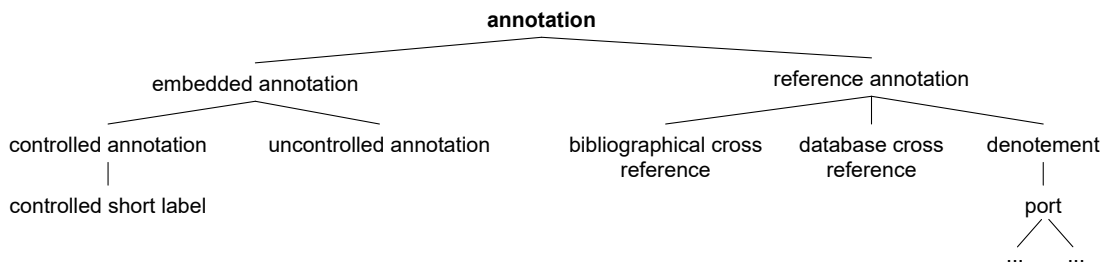 annotation
embedded annotation
reference annotation
controlled annotation
uncontrolled annotation
bibliographical cross
reference
database cross
reference
denotement
controlled short label
port
... ...